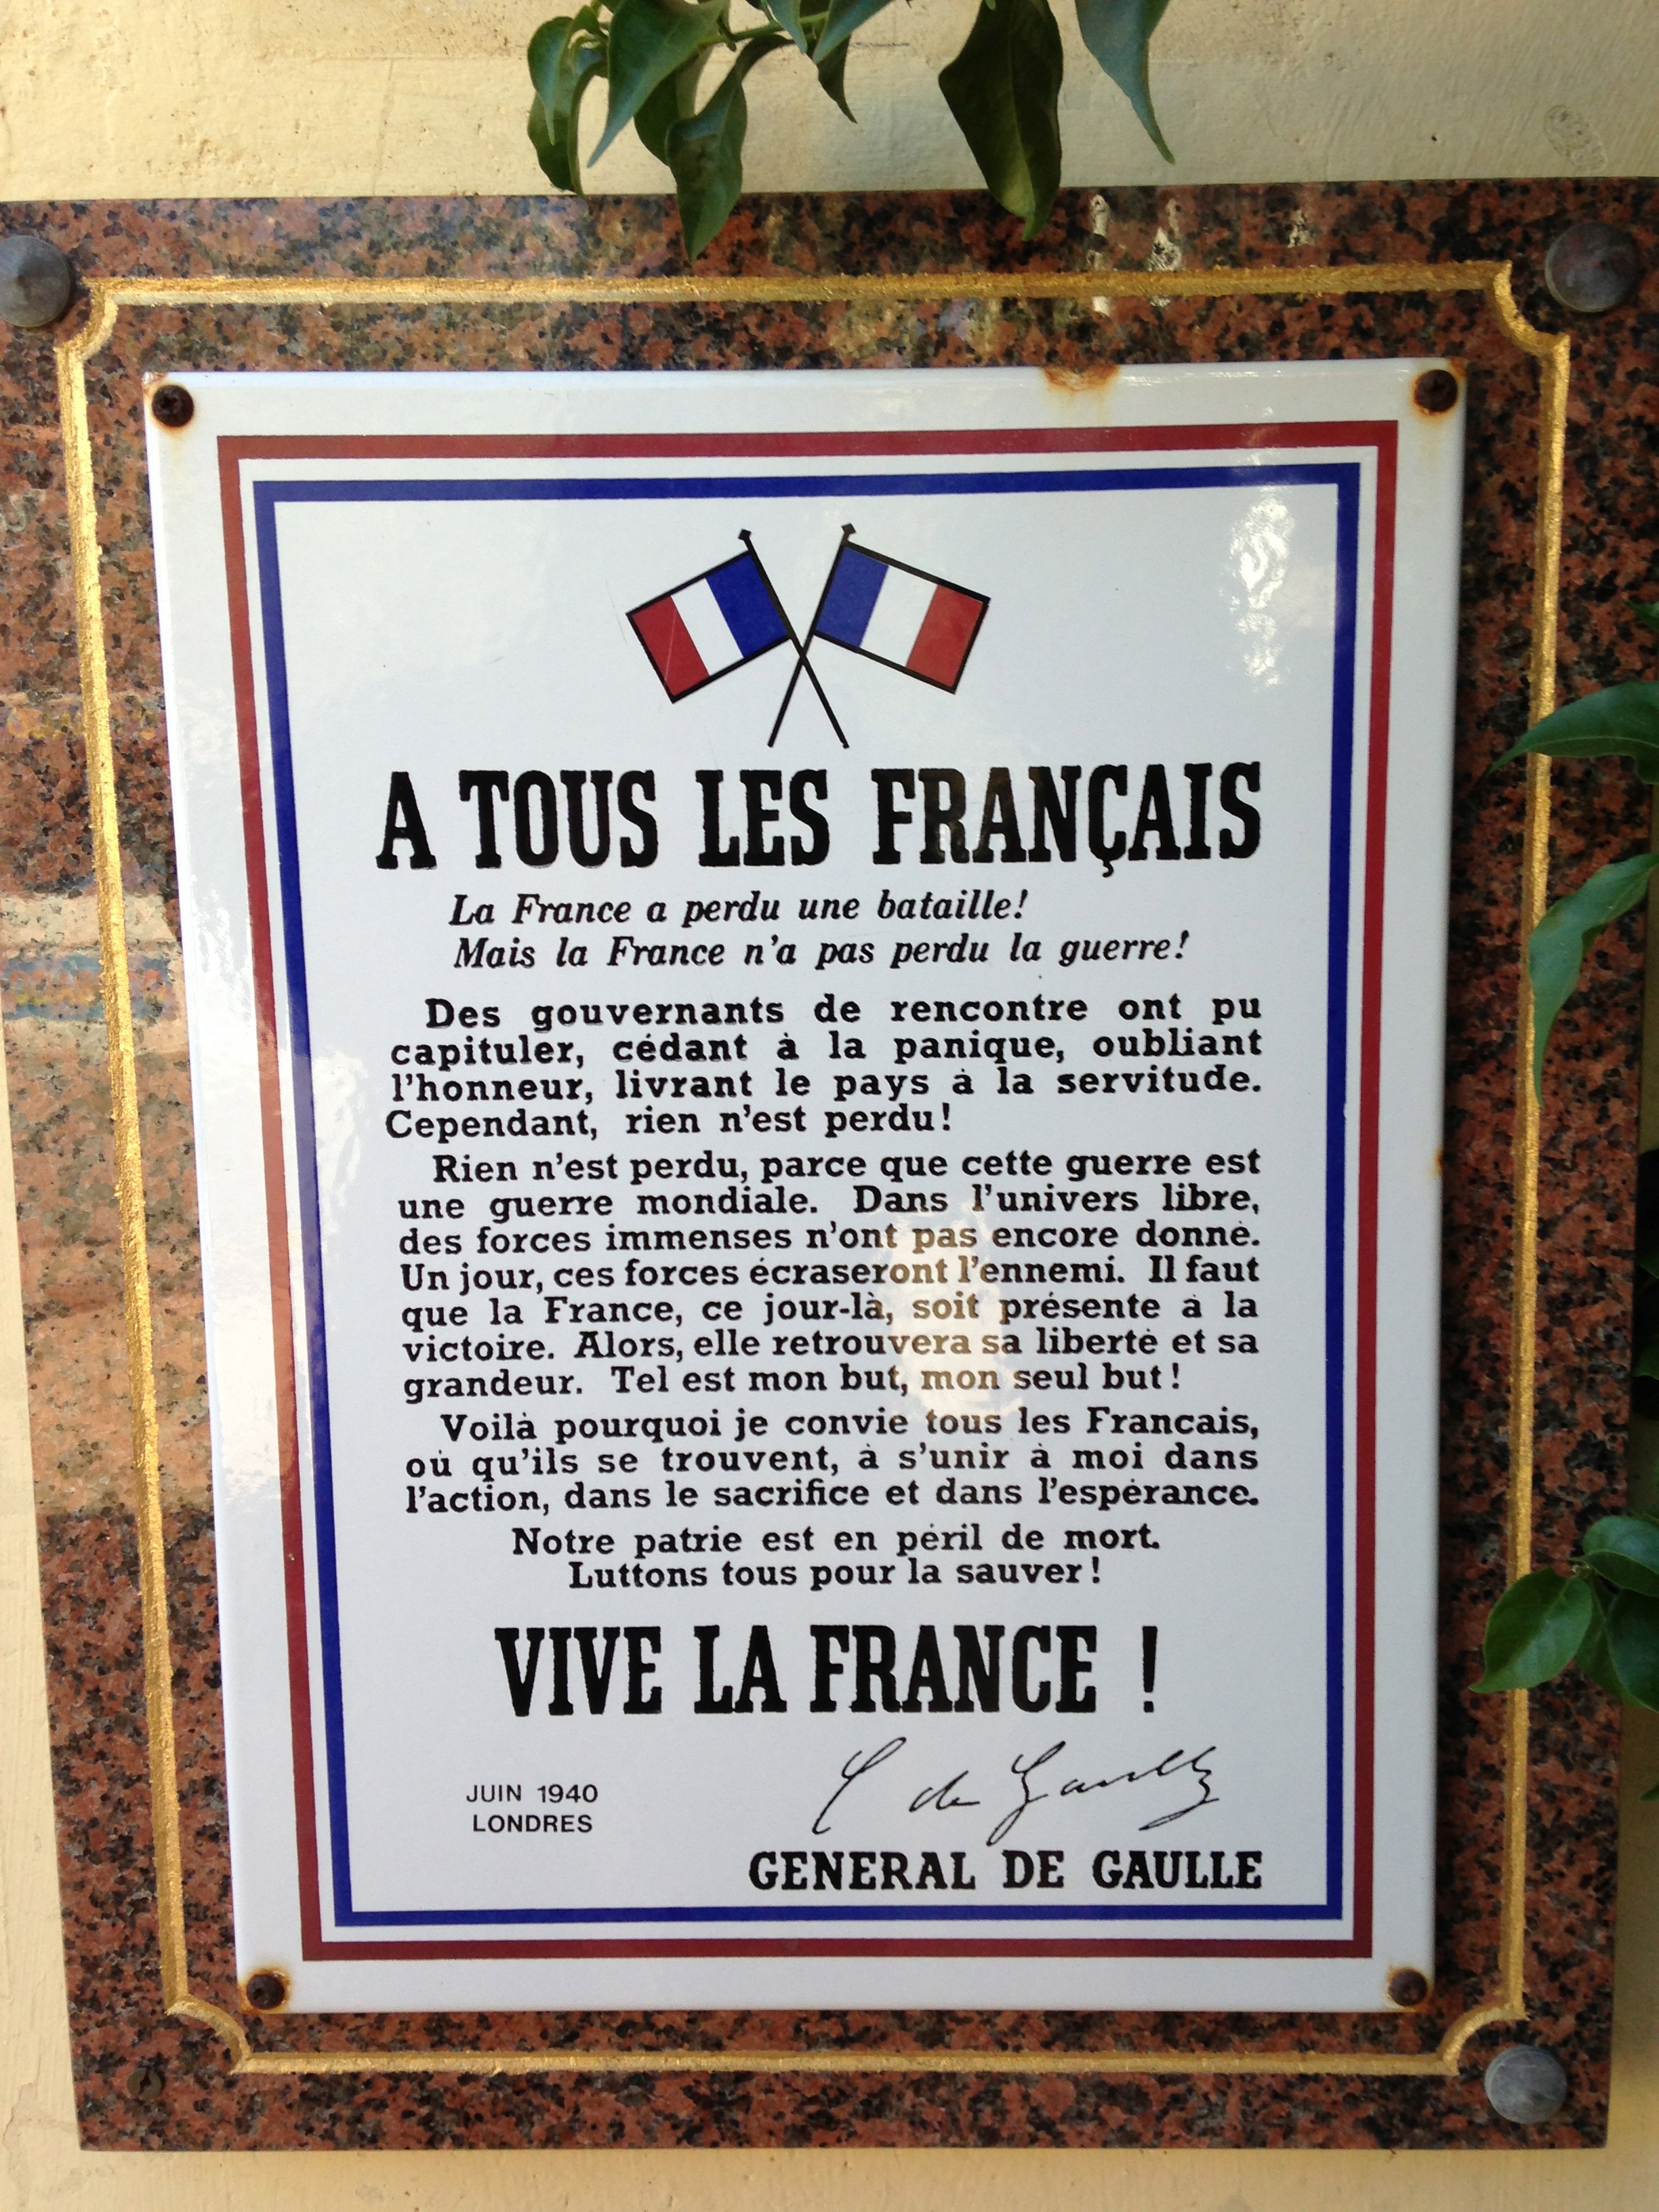 A TOUS LES FRANÇAIS
La France a perdu une bataille!
Mais la France n'a pas perdu la guerre!
Des gouvernants de rencontre ont pu
capituler, cédant à la panique, oubliant
l'honneur, livrant le pays à la servitude.
Cependant, rien n'est perdu!
Rien n'est perdu, parce que cette guerre est
une guerre mondiale. Dans l'univers libre,
des forces immenses n'ont pas encore donné.
Un jour, ces forces écraseront l'ennemi. Il faut
que la France, ce jour-là, soit présente à la
victoire. Alors, elle retrouvera sa liberté et sa
grandeur. Tel est mon but, mon seul but!
Voilà pourquoi je convie tous les Francais,
où qu'ils se trouvent, à s'unir à moi dans
l'action, dans le sacrifice et dans l'espérance.
Notre patrie est en péril de mort.
Luttons tous pour la sauver!
VIVE LA FRANCE !
JUIN 1940
LONDRES
C de Gaulle
GENERAL DE GAULLE